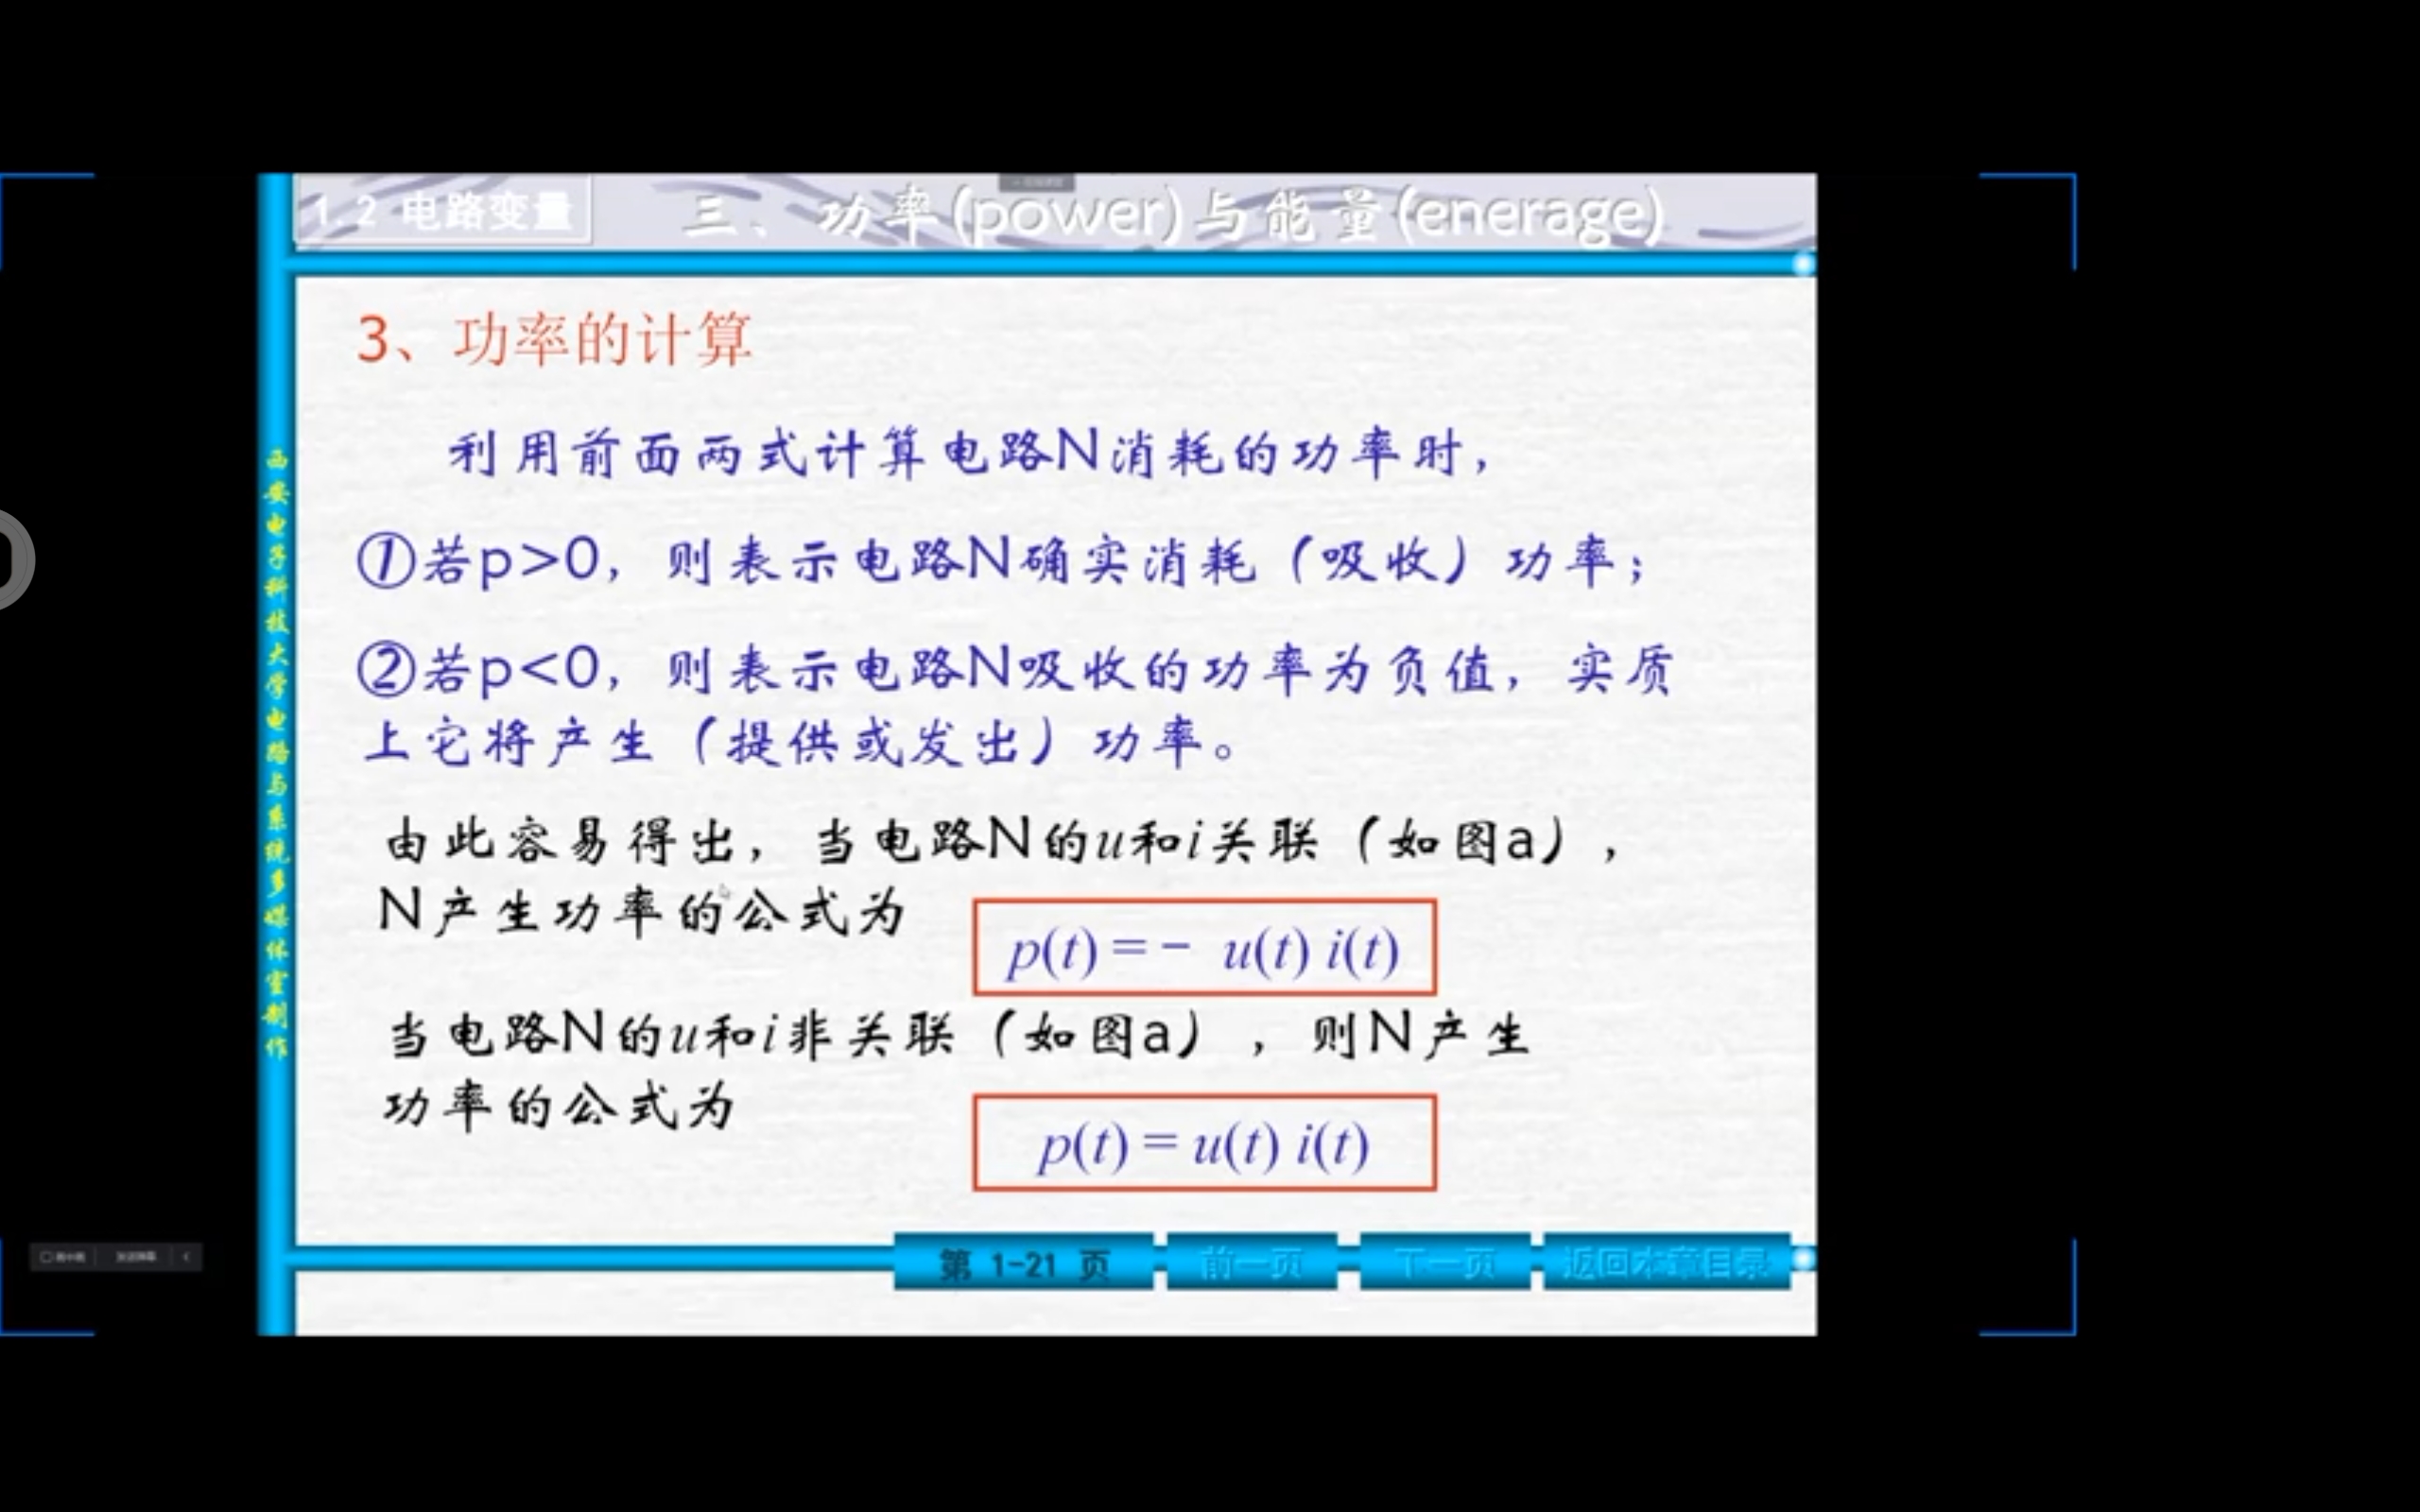 1.2 电路变量
三、功率(power)与能量(enerage)
3、功率的计算
利用前面两式计算电路N消耗的功率时,
①若p>0, 则表示电路N确实消耗(吸收)功率;
②若p<0, 则表示电路N吸收的功率为负值, 实质
上它将产生(提供或发出)功率。
由此容易得出, 当电路N的u和i关联(如图a),
N产生功率的公式为
p(t) = - u(t) i(t)
当电路N的u和i非关联(如图a), 则N产生
功率的公式为
p(t) = u(t) i(t)
西安电子科技大学电路与系统多媒体室制作
第 1-21 页
前一页
下一页
返回本章目录